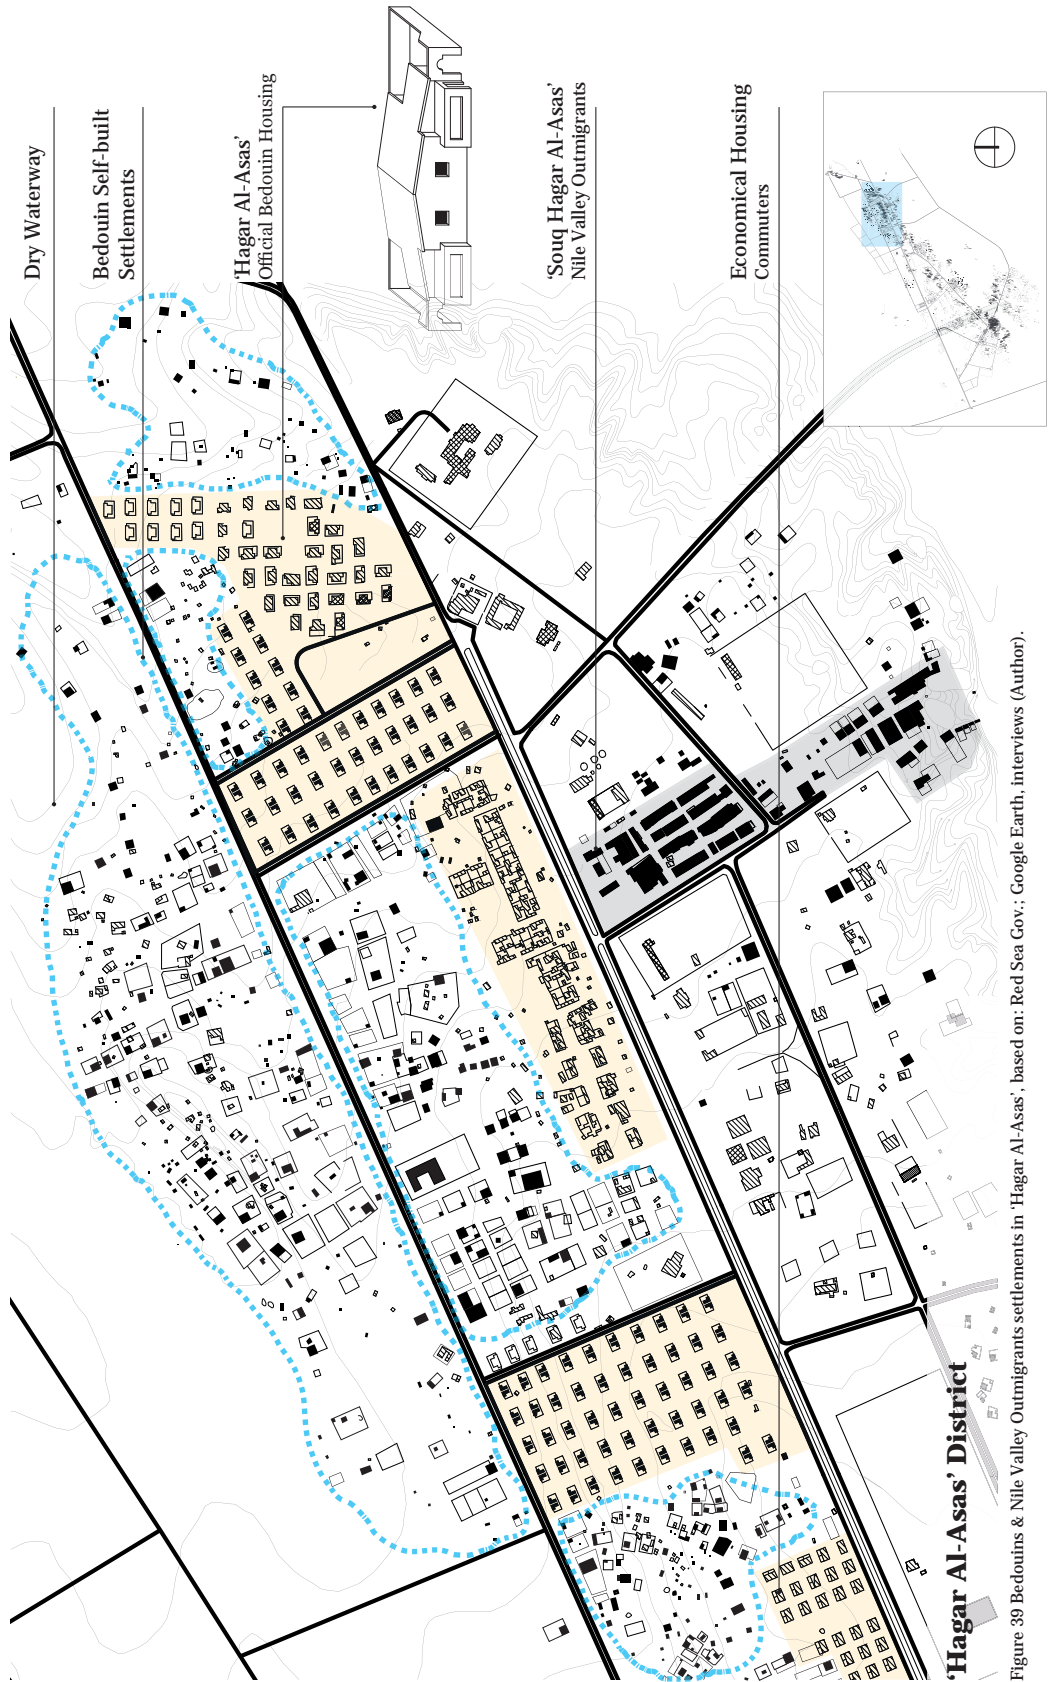 Dry Waterway
Bedouin Self-built
Settlements
'Hagar Al-Asas'
Official Bedouin Housing
'Souq Hagar Al-Asas'
Nile Valley Outmigrants
Economical Housing
Commuters
'Hagar Al-Asas' District
Figure 39 Bedouins & Nile Valley Outmigrants settlements in 'Hagar Al-Asas', based on: Red Sea Gov.; Google Earth, interviews (Author).